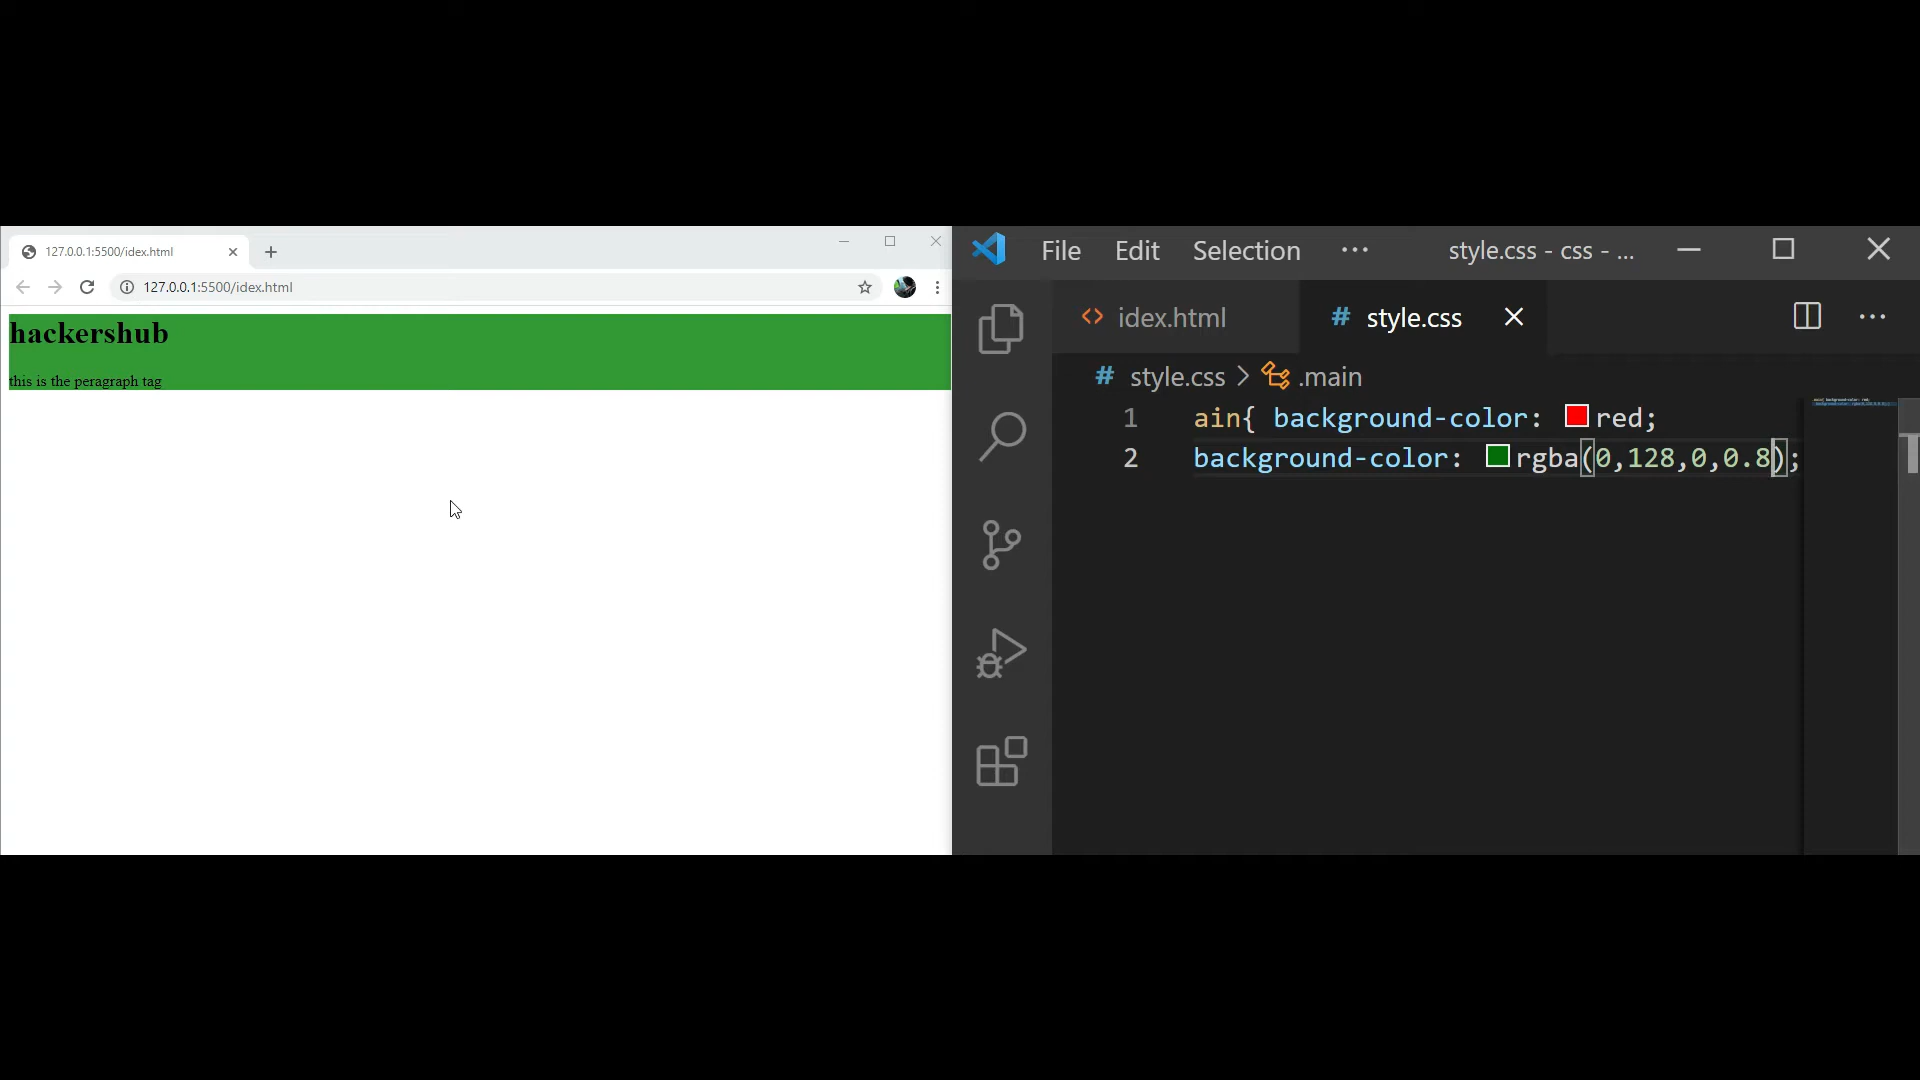 127.0.0.1:5500/idex.html
127.0.0.1:5500/idex.html
hackershub
this is the peragraph tag
File Edit Selection ··· style.css - css - ...
idex.html # style.css
# style.css > .main
1 ain{ background-color: red;
2 background-color: rgba(0,128,0,0.8);